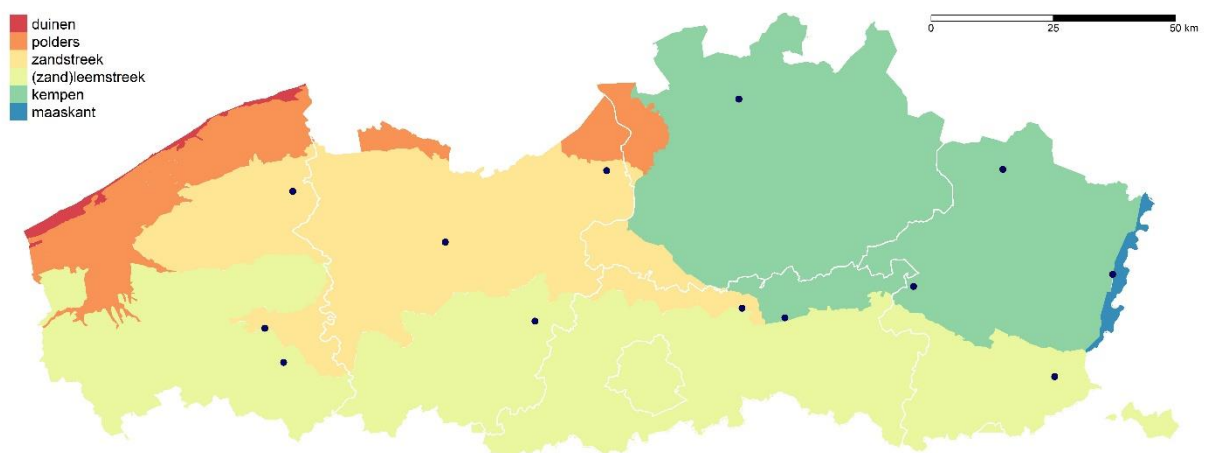 duinen
polders
zandstreek
(zand)leemstreek
kempen
maaskant
0 25 50 km